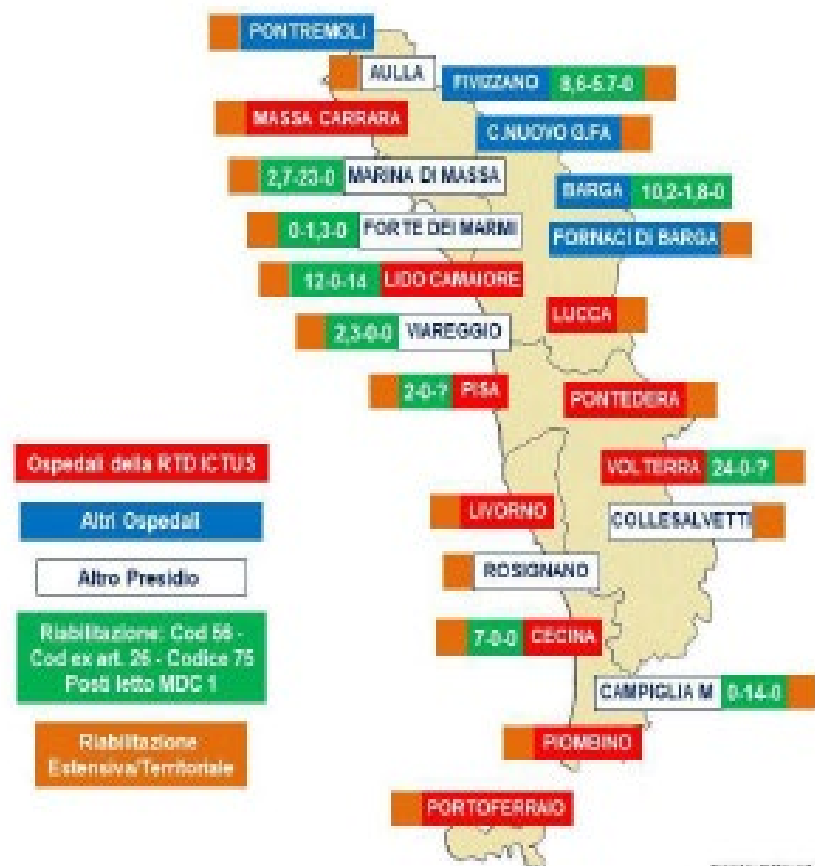 PONTREMOLI
AULLA
FIVIZZANO 8,6-5.7-0
MASSA CARRARA
C.NUOVO G.FA
2,7-23-0 MARINA DI MASSA
BARGA 10,2-1,8-0
0-1,3-0 FORTE DEI MARMI
FORNACI DI BARGA
12-0-14 LIDO CAMAIORE
LUCCA
2,3-0-0 VIAREGGIO
2-0-? PISA
PONTEDERA
Ospedali della RTD ICTUS
VOLTERRA 24-0-?
Altri Ospedali
LIVORNO
COLLESALVETTI
Altro Presidio
ROSIGNANO
Riabilitazione: Cod 56 -
Cod ex art. 26 - Codice 75
Posti letto MDC 1
7-0-0 CECINA
CAMPIGLIA M 0-14-0
Riabilitazione
Estensiva/Territoriale
PIOMBINO
PORTOFERRAIO